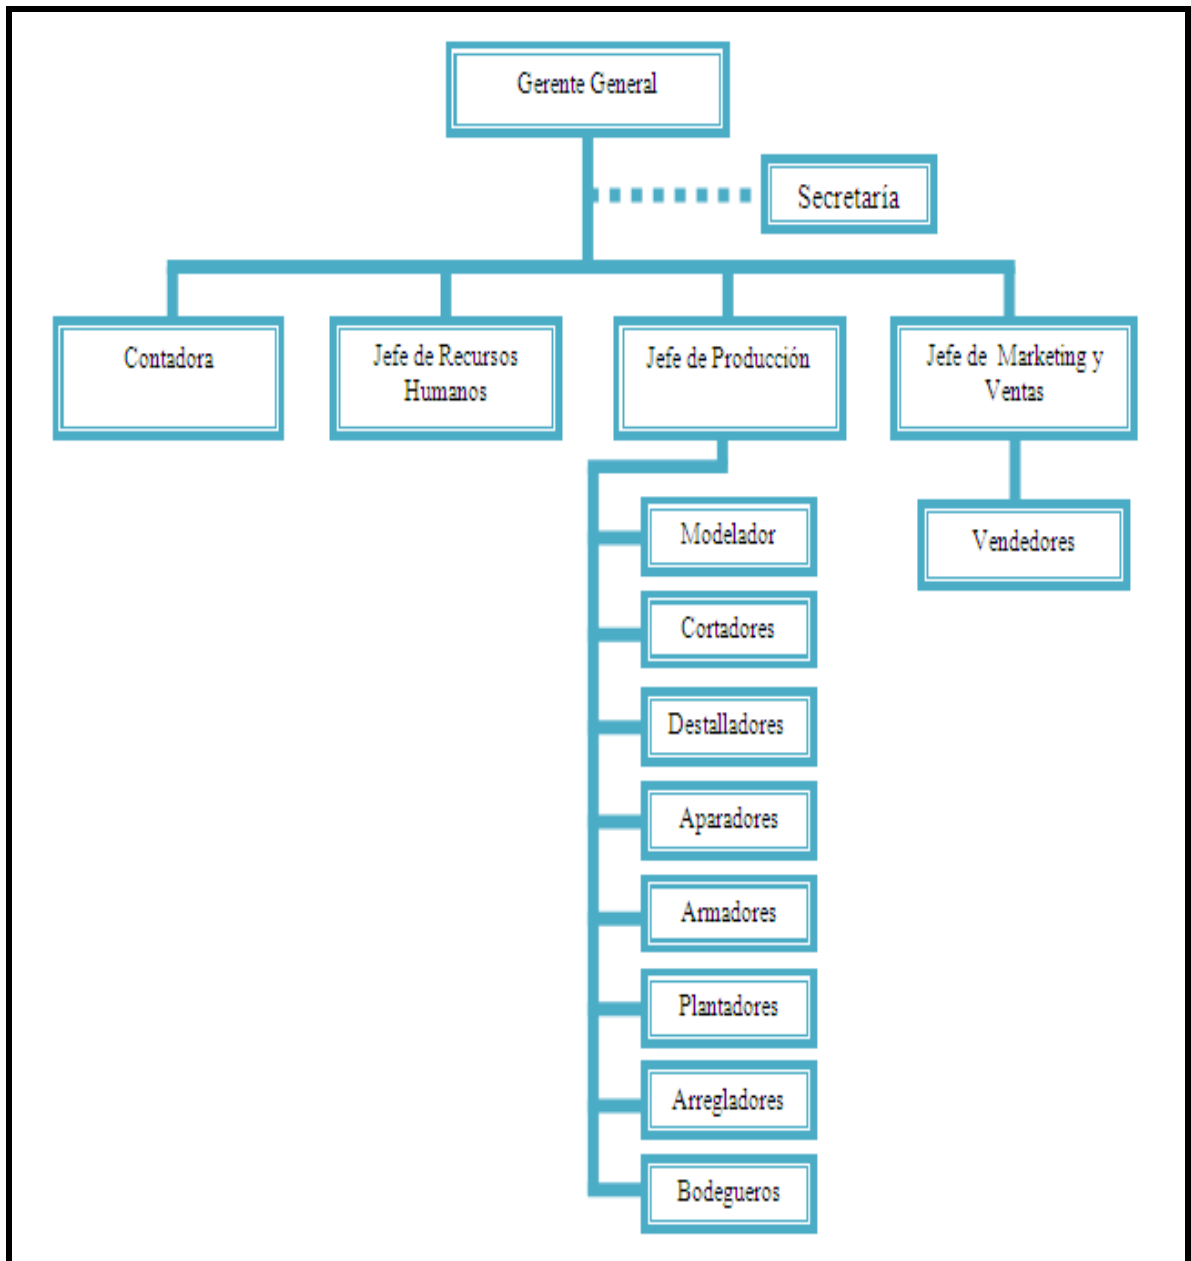 Gerente General
Secretaría
Contadora
Jefe de Recursos
Humanos
Jefe de Producción
Jefe de Marketing y
Ventas
Modelador
Vendedores
Cortadores
Destalladores
Aparadores
Armadores
Plantadores
Arregladores
Bodegueros